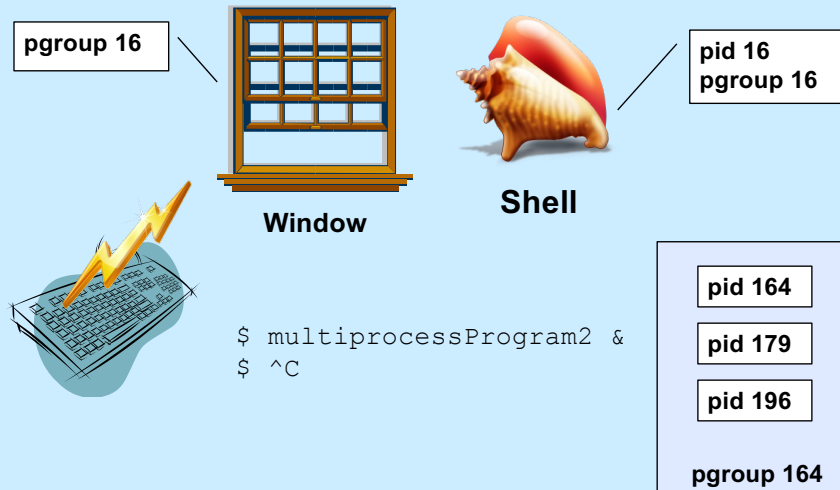 pgroup 16
pid 16
pgroup 16
Window
Shell
$ multiprocessProgram2 &
$ ^C
pid 164
pid 179
pid 196
pgroup 164